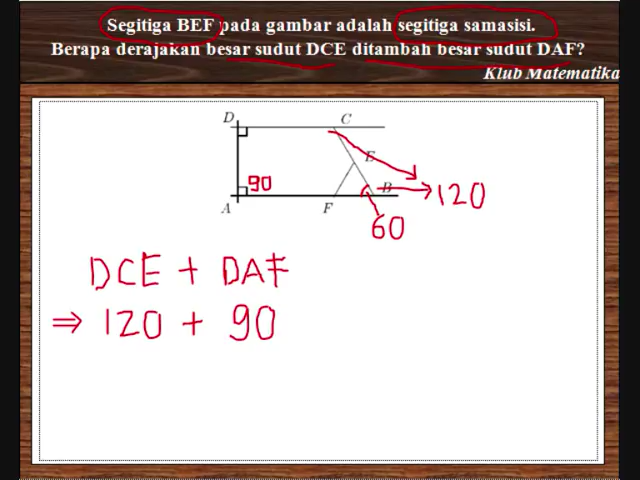 Segitiga BEF pada gambar adalah segitiga samasisi.
Berapa derajakan besar sudut DCE ditambah besar sudut DAF?
Klub Matematika
D C
E
90 B 120
A F
60
DCE + DAF
⇒ 120 + 90